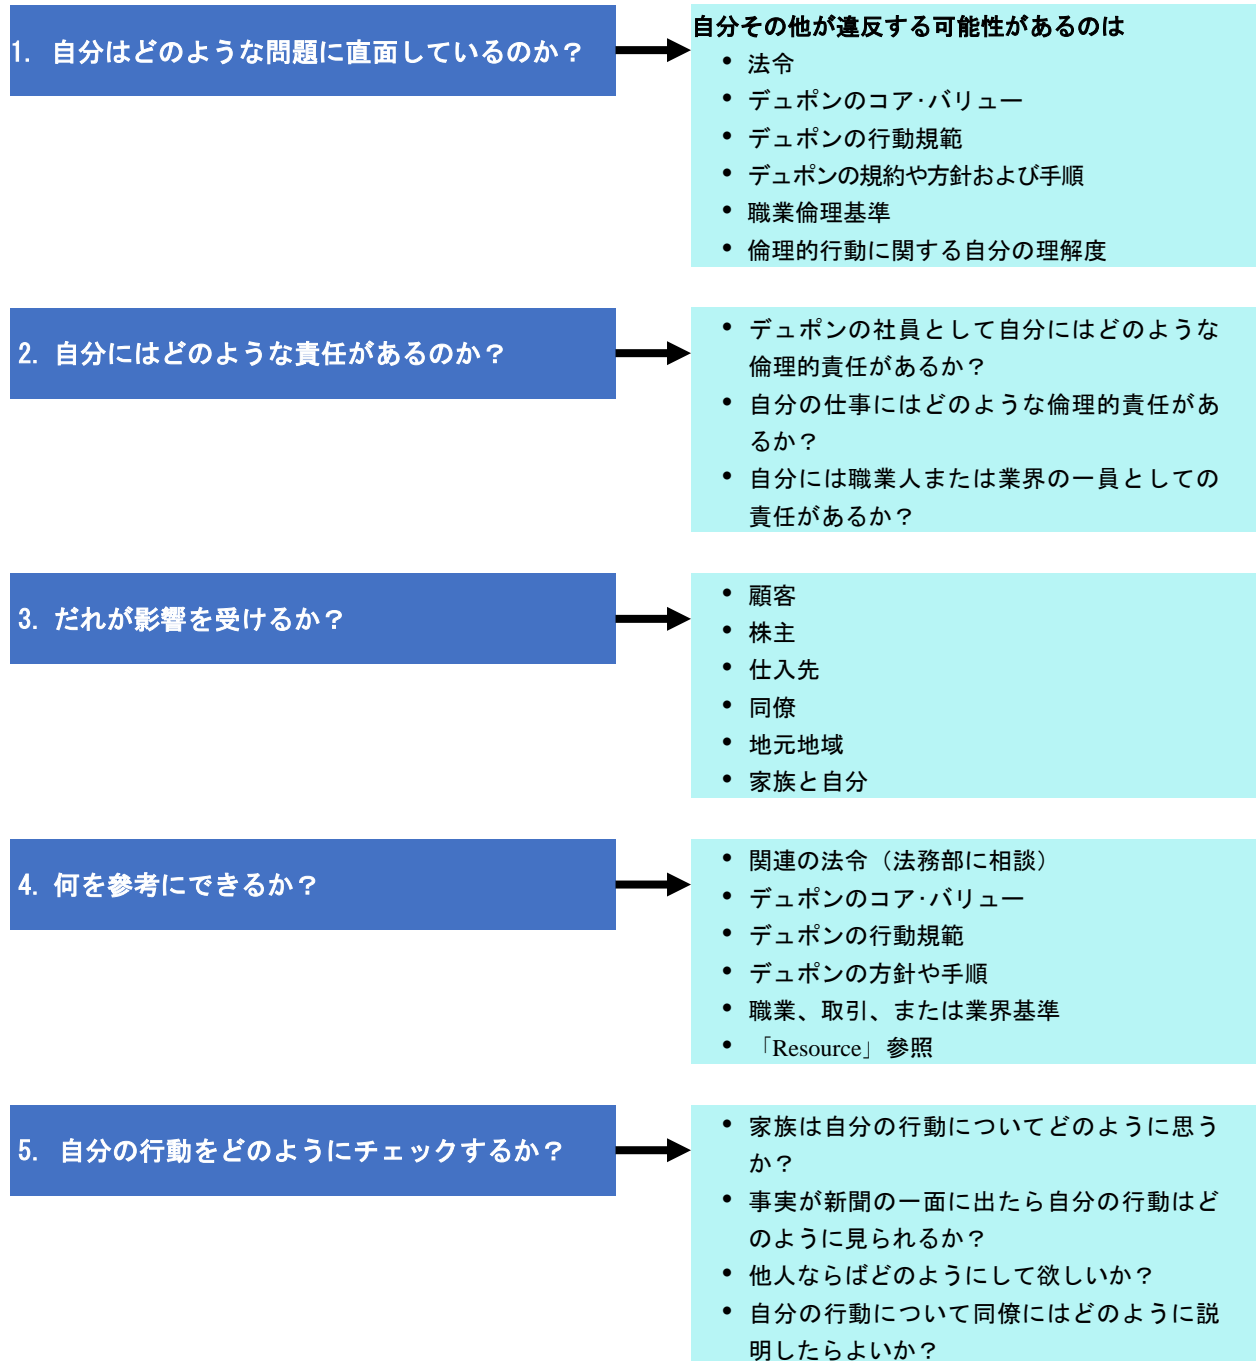 1. 自分はどのような問題に直面しているのか？
自分その他が違反する可能性があるのは
• 法令
• デュポンのコア･バリュー
• デュポンの行動規範
• デュポンの規約や方針および手順
• 職業倫理基準
• 倫理的行動に関する自分の理解度
2. 自分にはどのような責任があるのか？
• デュポンの社員として自分にはどのような
倫理的責任があるか？
• 自分の仕事にはどのような倫理的責任があ
るか？
• 自分には職業人または業界の一員としての
責任があるか？
3. だれが影響を受けるか？
• 顧客
• 株主
• 仕入先
• 同僚
• 地元地域
• 家族と自分
4. 何を参考にできるか？
• 関連の法令（法務部に相談）
• デュポンのコア･バリュー
• デュポンの行動規範
• デュポンの方針や手順
• 職業、取引、または業界基準
• 「Resource」参照
5. 自分の行動をどのようにチェックするか？
• 家族は自分の行動についてどのように思う
か？
• 事実が新聞の一面に出たら自分の行動はど
のように見られるか？
• 他人ならばどのようにして欲しいか？
• 自分の行動について同僚にはどのように説
明したらよいか？